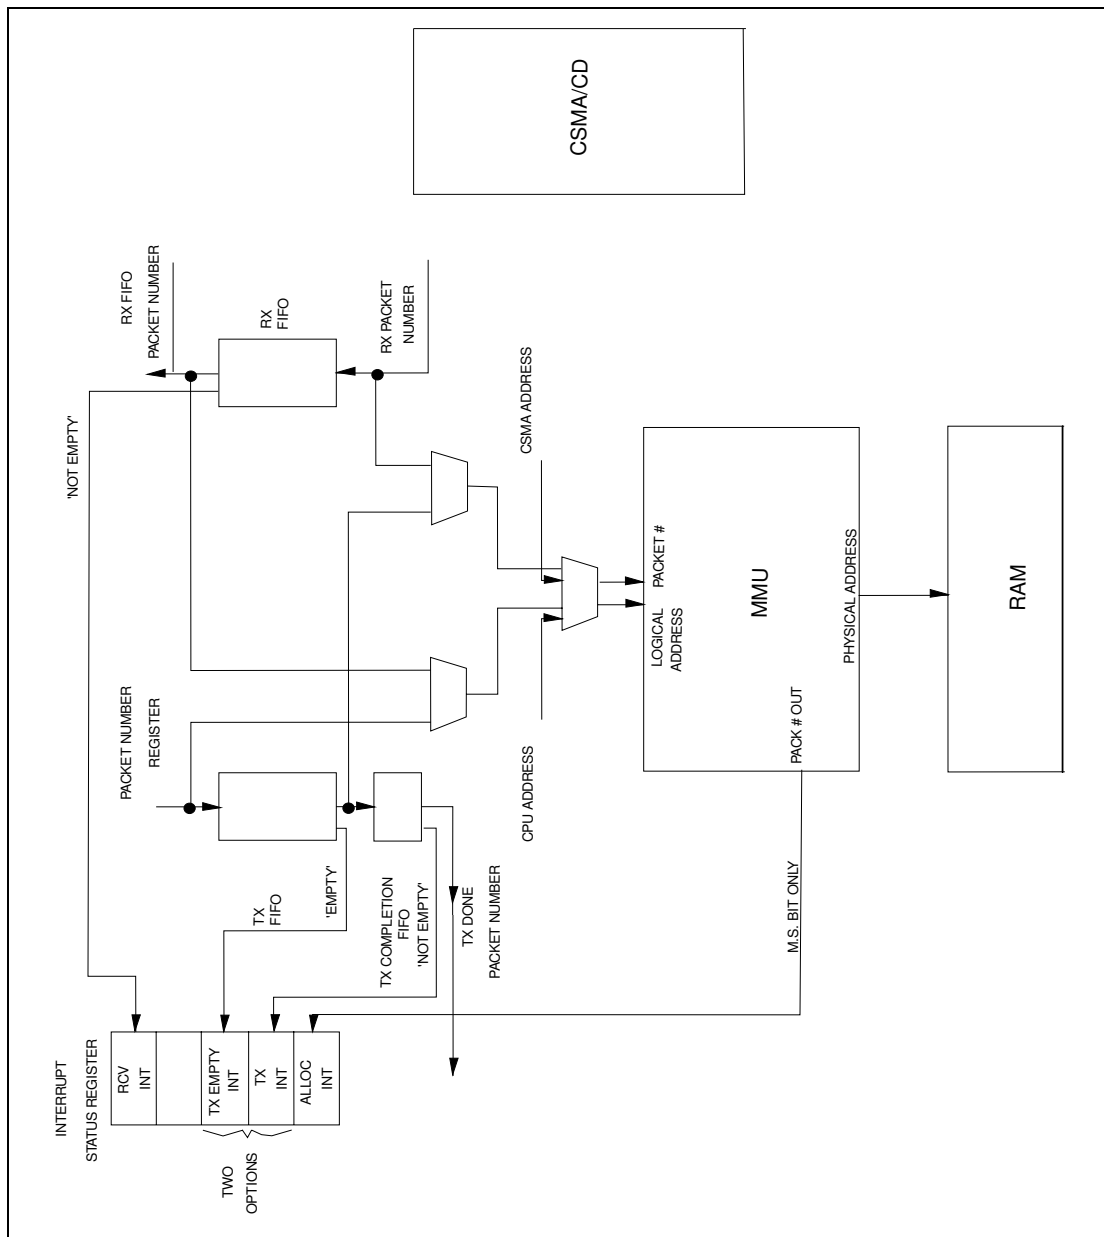 INTERRUPT
STATUS REGISTER
RCV
INT
TX EMPTY
INT
TX
INT
ALLOC
INT
TWO
OPTIONS
'NOT EMPTY'
PACKET NUMBER
REGISTER
TX
FIFO
'EMPTY'
TX COMPLETION
FIFO
'NOT EMPTY'
TX DONE
PACKET NUMBER
RX FIFO
PACKET NUMBER
RX
FIFO
RX PACKET
NUMBER
CSMA/CD
CSMA ADDRESS
CPU ADDRESS
LOGICAL
ADDRESS
PACKET #
MMU
PACK # OUT
PHYSICAL ADDRESS
M.S. BIT ONLY
RAM